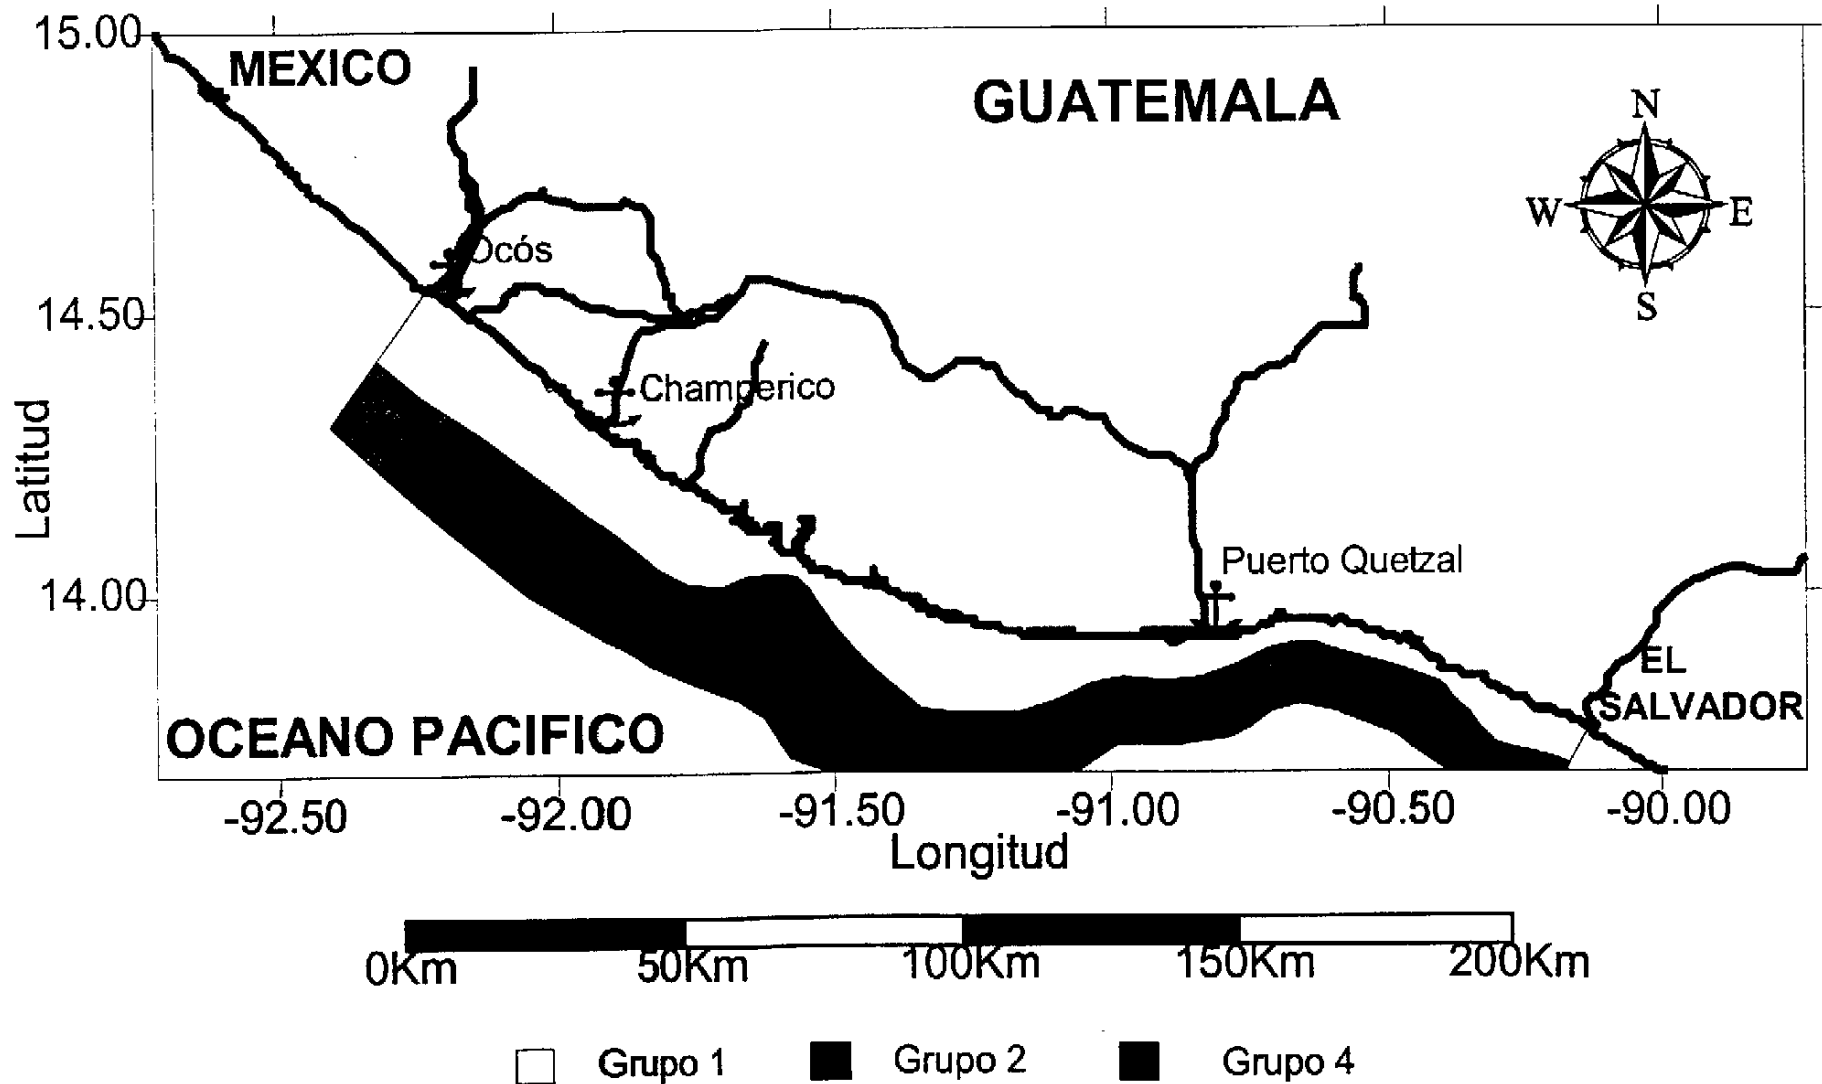 15.00
MEXICO
GUATEMALA
N
W
E
S
Ocós
14.50
Champerico
Latitud
14.00
Puerto Quetzal
EL
SALVADOR
OCEANO PACIFICO
-92.50
-92.00
-91.50
-91.00
-90.50
-90.00
Longitud
0Km
50Km
100Km
150Km
200Km
Grupo 1
Grupo 2
Grupo 4